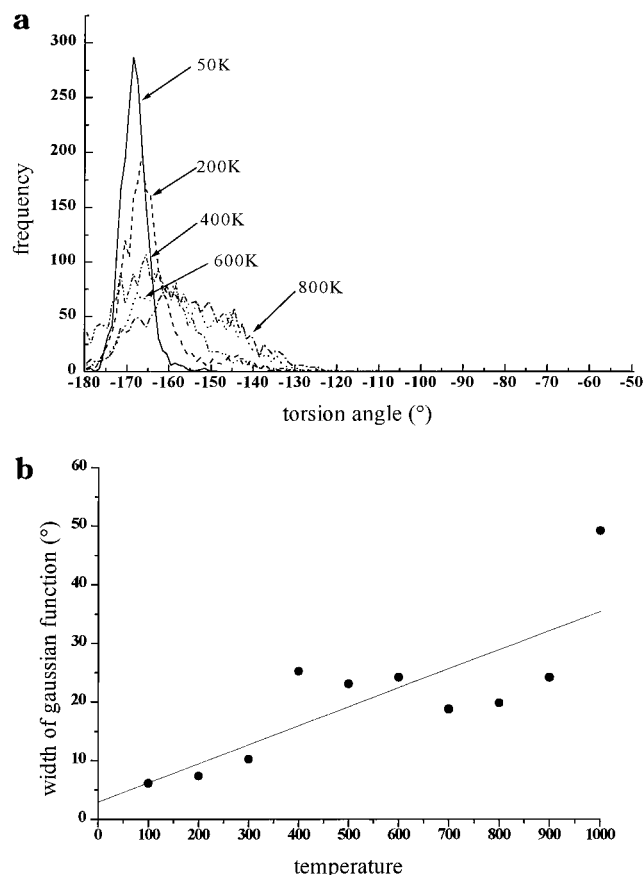 a
frequency
300
250
200
150
100
50
0
50K
200K
400K
600K
800K
-180 -170 -160 -150 -140 -130 -120 -110 -100 -90 -80 -70 -60 -50
torsion angle (°)
b
width of gaussian function (°)
60
50
40
30
20
10
0
0 100 200 300 400 500 600 700 800 900 1000
temperature